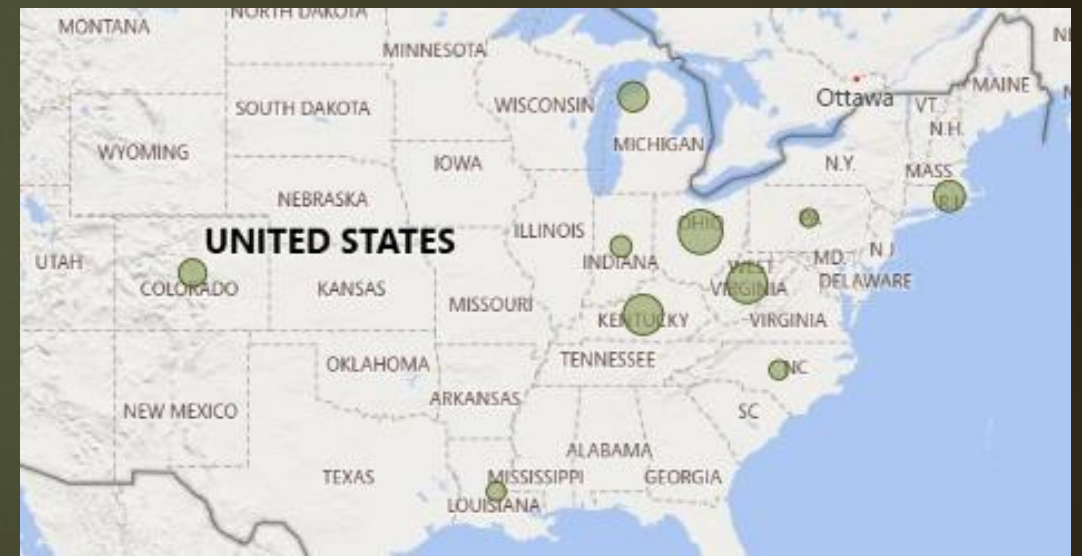 NORTH DAKOTA
MONTANA
MINNESOTA
Ottawa
MAINE
VT.
N.H.
SOUTH DAKOTA
WISCONSIN
WYOMING
MICHIGAN
IOWA
N.Y.
MASS
NEBRASKA
R.I.
OHIO
ILLINOIS
UNITED STATES
UTAH
INDIANA
MD.
N.J
WEST
VIRGINIA
DELAWARE
COLORADO
KANSAS
MISSOURI
KENTUCKY
VIRGINIA
OKLAHOMA
TENNESSEE
NC
ARKANSAS
NEW MEXICO
SC
ALABAMA
TEXAS
MISSISSIPPI
GEORGIA
LOUISIANA